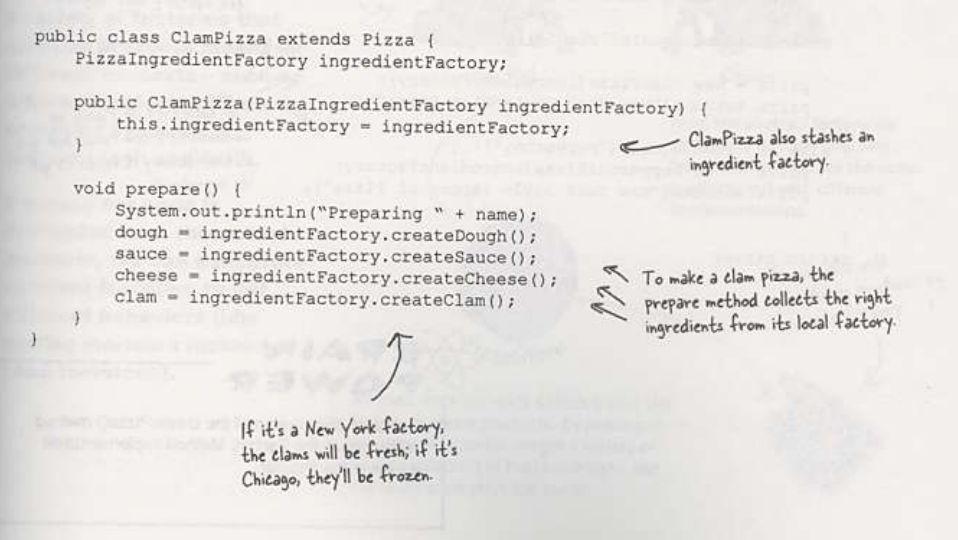 public class ClamPizza extends Pizza {
PizzaIngredientFactory ingredientFactory;
public ClamPizza(PizzaIngredientFactory ingredientFactory) {
this.ingredientFactory = ingredientFactory;
}
ClamPizza also stashes an
ingredient factory.
void prepare() {
System.out.println(“Preparing “ + name);
dough = ingredientFactory.createDough();
sauce = ingredientFactory.createSauce();
cheese = ingredientFactory.createCheese();
clam = ingredientFactory.createClam();
}
}
To make a clam pizza, the
prepare method collects the right
ingredients from its local factory.
If it's a New York factory,
the clams will be fresh; if it's
Chicago, they'll be frozen.